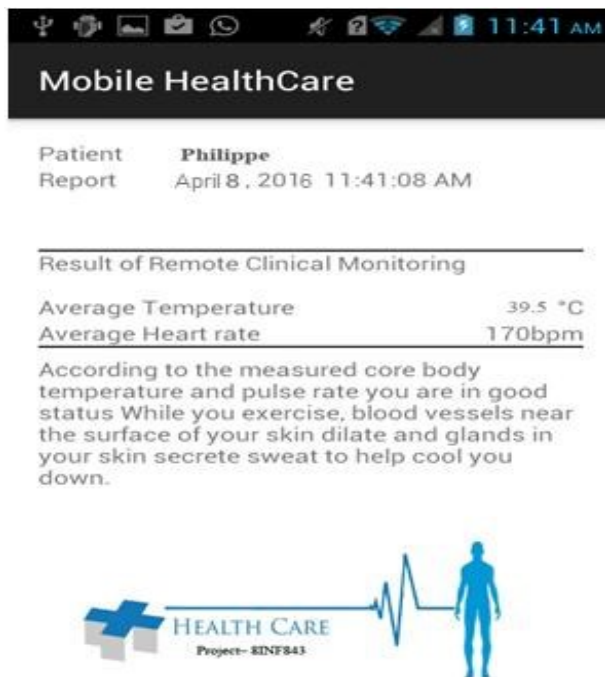 11:41 AM
Mobile HealthCare
Patient Philippe
Report April 8, 2016 11:41:08 AM
Result of Remote Clinical Monitoring
Average Temperature 39.5 °C
Average Heart rate 170bpm
According to the measured core body
temperature and pulse rate you are in good
status While you exercise, blood vessels near
the surface of your skin dilate and glands in
your skin secrete sweat to help cool you
down.
HEALTH CARE
Project- 8INF843